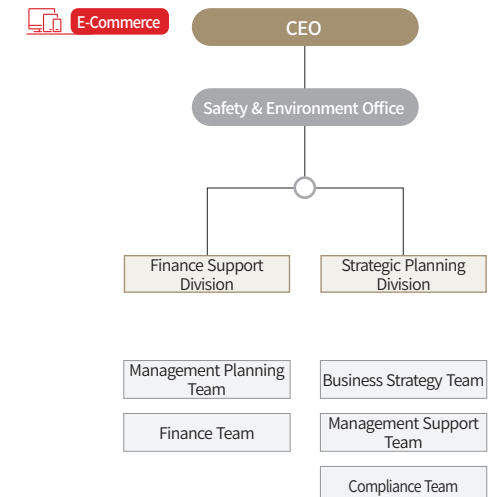 E-Commerce
CEO
Safety & Environment Office
Finance Support
Division
Strategic Planning
Division
Management Planning
Team
Finance Team
Business Strategy Team
Management Support
Team
Compliance Team